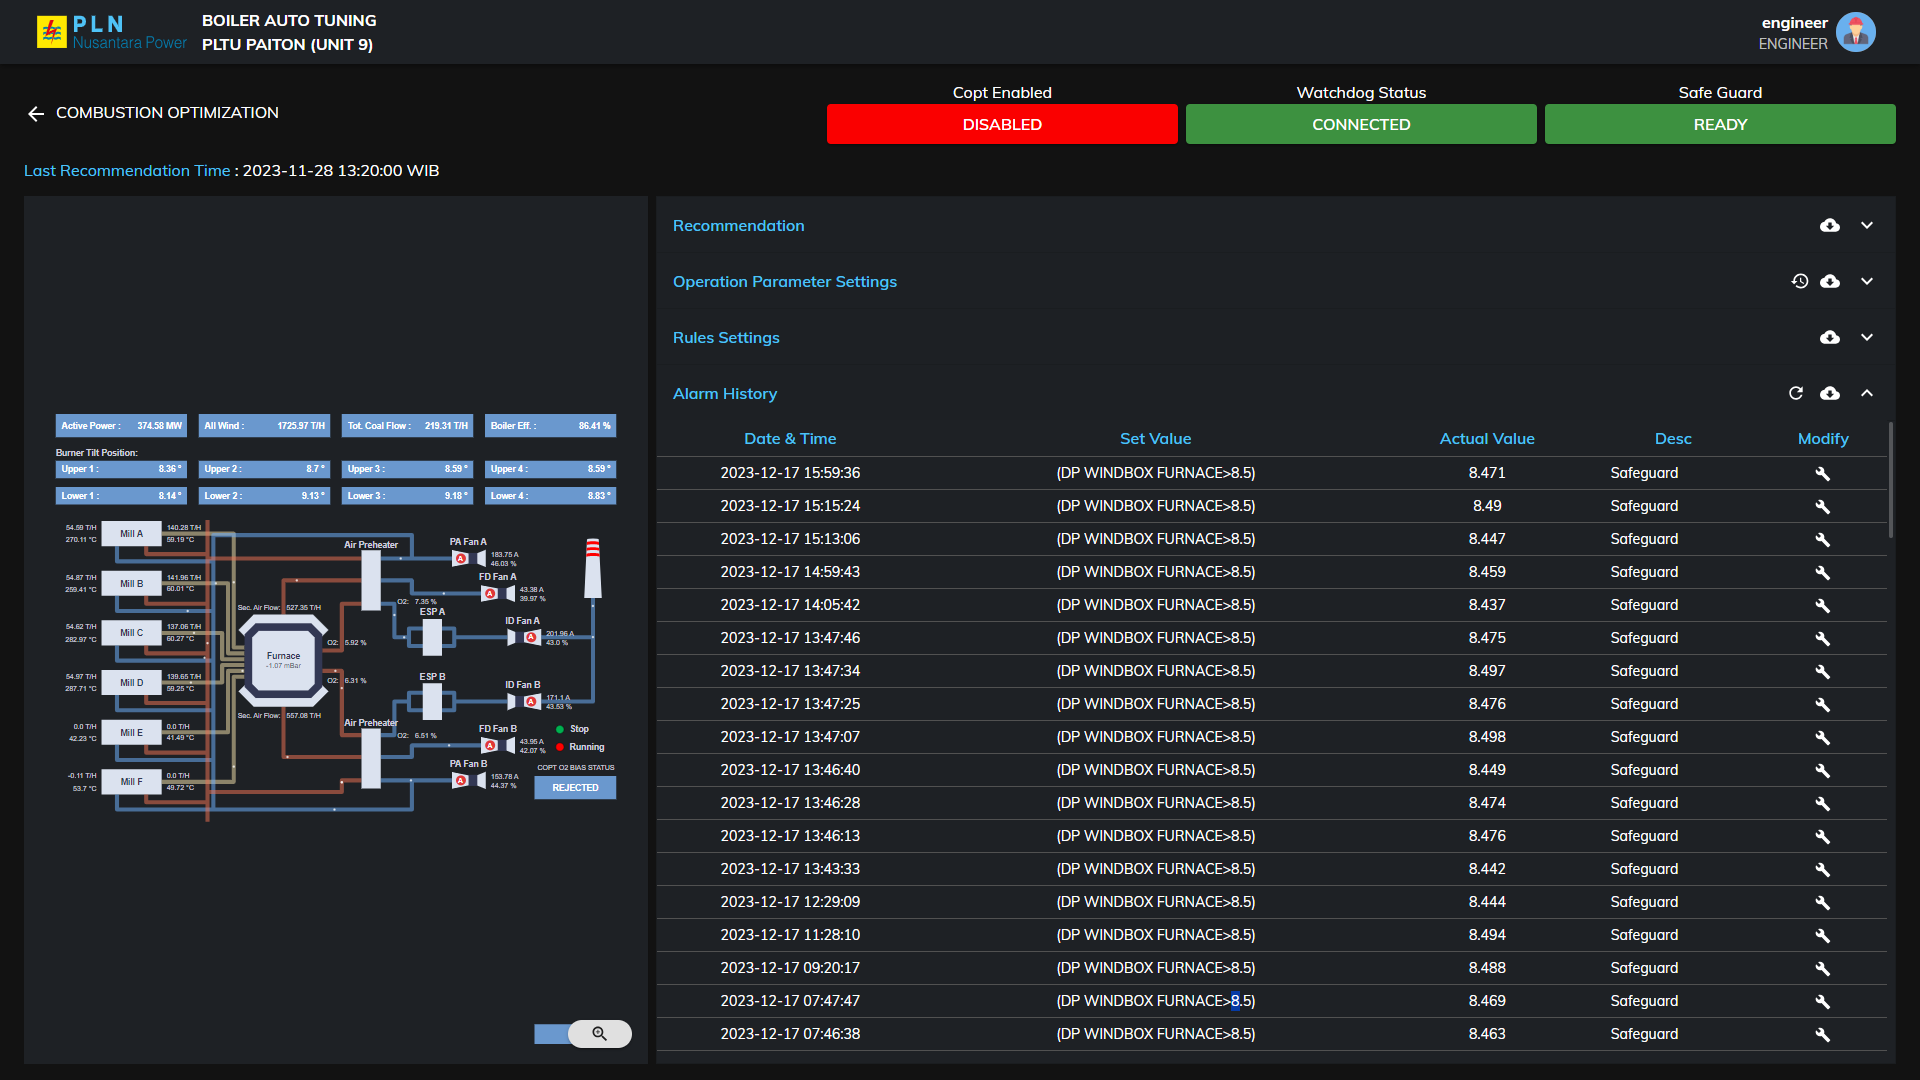 PLN
Nusantara Power
BOILER AUTO TUNING
PLTU PAITON (UNIT 9)
engineer
ENGINEER
COMBUSTION OPTIMIZATION
Copt Enabled
DISABLED
Watchdog Status
CONNECTED
Safe Guard
READY
Last Recommendation Time : 2023-11-28 13:20:00 WIB
Active Power : 374.58 MW
All Wind : 1725.97 T/H
Tot. Coal Flow : 219.31 T/H
Boiler Eff. : 86.41 %
Burner Tilt Position:
Upper 1 : 8.36 °
Upper 2 : 8.7 °
Upper 3 : 8.59 °
Upper 4 : 8.59 °
Lower 1 : 8.14 °
Lower 2 : 9.13 °
Lower 3 : 9.18 °
Lower 4 : 8.83 °
54.59 T/H
270.11 °C
Mill A
140.28 T/H
59.19 °C
54.87 T/H
259.41 °C
Mill B
141.96 T/H
60.01 °C
54.62 T/H
282.97 °C
Mill C
137.06 T/H
60.27 °C
54.97 T/H
287.71 °C
Mill D
139.65 T/H
59.25 °C
0.0 T/H
42.23 °C
Mill E
0.0 T/H
41.49 °C
-0.11 T/H
53.7 °C
Mill F
0.0 T/H
49.72 °C
Sec. Air Flow: 527.35 T/H
Furnace
-1.07 mBar
Sec. Air Flow: 557.08 T/H
O2: 5.92 %
O2: 6.31 %
Air Preheater
O2: 7.35 %
PA Fan A
A
183.75 A
46.03 %
FD Fan A
A
43.38 A
39.97 %
ESP A
ID Fan A
A
201.96 A
43.0 %
ESP B
ID Fan B
A
171.1 A
43.53 %
Air Preheater
O2: 6.51 %
FD Fan B
A
43.95 A
42.07 %
PA Fan B
A
153.78 A
44.37 %
Stop
Running
COPT O2 BIAS STATUS
REJECTED
Recommendation
Operation Parameter Settings
Rules Settings
Alarm History
Date & Time Set Value Actual Value Desc Modify
2023-12-17 15:59:36 (DP WINDBOX FURNACE>8.5) 8.471 Safeguard
2023-12-17 15:15:24 (DP WINDBOX FURNACE>8.5) 8.49 Safeguard
2023-12-17 15:13:06 (DP WINDBOX FURNACE>8.5) 8.447 Safeguard
2023-12-17 14:59:43 (DP WINDBOX FURNACE>8.5) 8.459 Safeguard
2023-12-17 14:05:42 (DP WINDBOX FURNACE>8.5) 8.437 Safeguard
2023-12-17 13:47:46 (DP WINDBOX FURNACE>8.5) 8.475 Safeguard
2023-12-17 13:47:34 (DP WINDBOX FURNACE>8.5) 8.497 Safeguard
2023-12-17 13:47:25 (DP WINDBOX FURNACE>8.5) 8.476 Safeguard
2023-12-17 13:47:07 (DP WINDBOX FURNACE>8.5) 8.498 Safeguard
2023-12-17 13:46:40 (DP WINDBOX FURNACE>8.5) 8.449 Safeguard
2023-12-17 13:46:28 (DP WINDBOX FURNACE>8.5) 8.474 Safeguard
2023-12-17 13:46:13 (DP WINDBOX FURNACE>8.5) 8.476 Safeguard
2023-12-17 13:43:33 (DP WINDBOX FURNACE>8.5) 8.442 Safeguard
2023-12-17 12:29:09 (DP WINDBOX FURNACE>8.5) 8.444 Safeguard
2023-12-17 11:28:10 (DP WINDBOX FURNACE>8.5) 8.494 Safeguard
2023-12-17 09:20:17 (DP WINDBOX FURNACE>8.5) 8.488 Safeguard
2023-12-17 07:47:47 (DP WINDBOX FURNACE>8.5) 8.469 Safeguard
2023-12-17 07:46:38 (DP WINDBOX FURNACE>8.5) 8.463 Safeguard